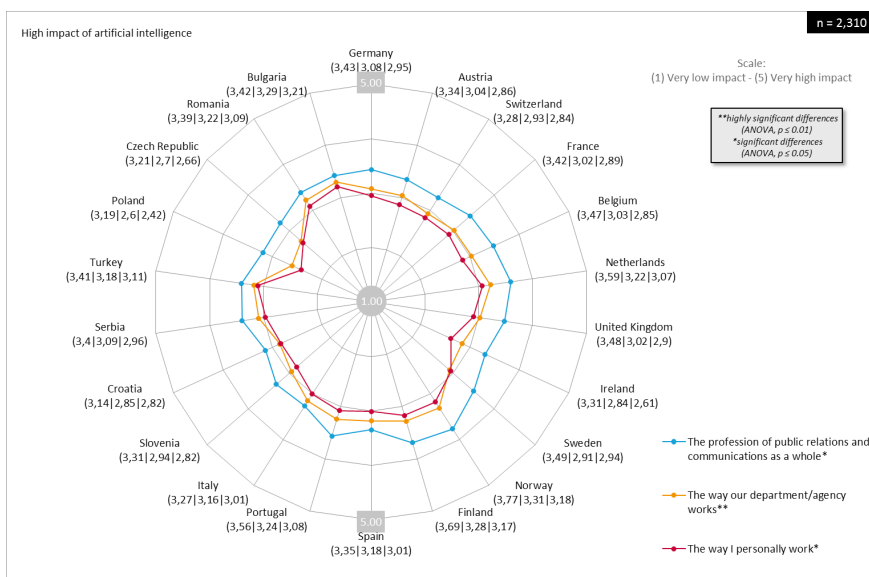 n = 2,310
High impact of artificial intelligence
Scale:
(1) Very low impact - (5) Very high impact
**highly significant differences
(ANOVA, p ≤ 0.01)
*significant differences
(ANOVA, p ≤ 0.05)
Germany
(3,43|3,08|2,95)
5.00
Austria
(3,34|3,04|2,86)
Switzerland
(3,28|2,93|2,84)
France
(3,42|3,02|2,89)
Belgium
(3,47|3,03|2,85)
Netherlands
(3,59|3,22|3,07)
United Kingdom
(3,48|3,02|2,9)
Ireland
(3,31|2,84|2,61)
Sweden
(3,49|2,91|2,94)
Norway
(3,77|3,31|3,18)
Finland
(3,69|3,28|3,17)
5.00
Spain
(3,35|3,18|3,01)
Portugal
(3,56|3,24|3,08)
Italy
(3,27|3,16|3,01)
Slovenia
(3,31|2,94|2,82)
Croatia
(3,14|2,85|2,82)
Serbia
(3,4|3,09|2,96)
Turkey
(3,41|3,18|3,11)
Poland
(3,19|2,6|2,42)
Czech Republic
(3,21|2,7|2,66)
Romania
(3,39|3,22|3,09)
Bulgaria
(3,42|3,29|3,21)
1.00
The profession of public relations and
communications as a whole*
The way our department/agency
works**
The way I personally work*